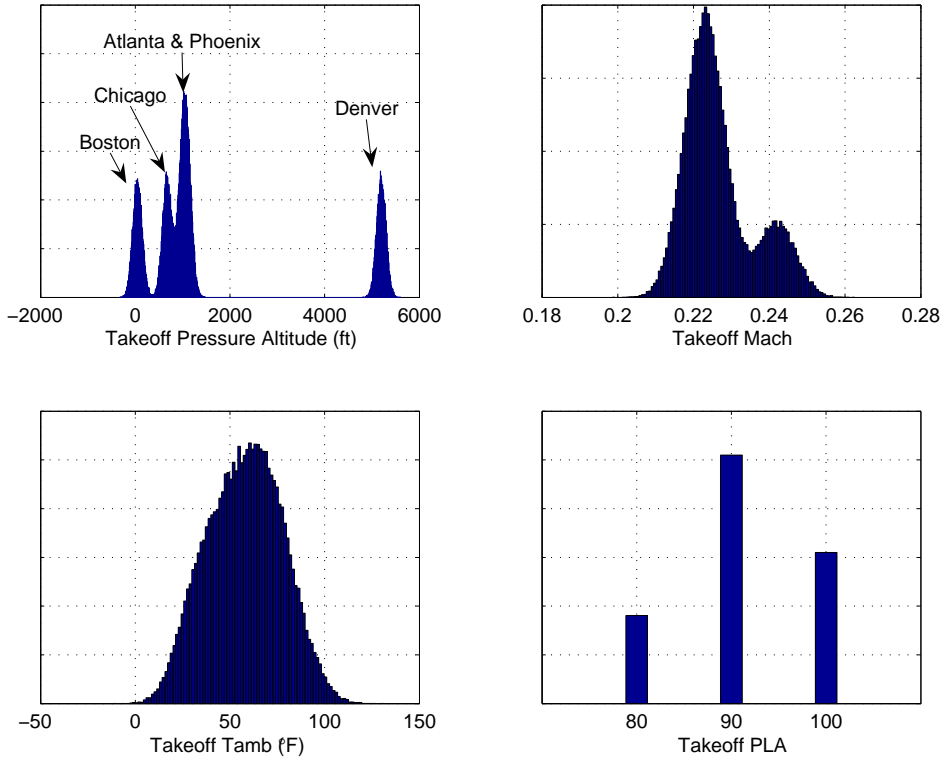 Atlanta & Phoenix
Chicago
Boston
Denver
−2000 0 2000 4000 6000
Takeoff Pressure Altitude (ft)
0.18 0.2 0.22 0.24 0.26 0.28
Takeoff Mach
−50 0 50 100 150
Takeoff Tamb (°F)
80 90 100
Takeoff PLA